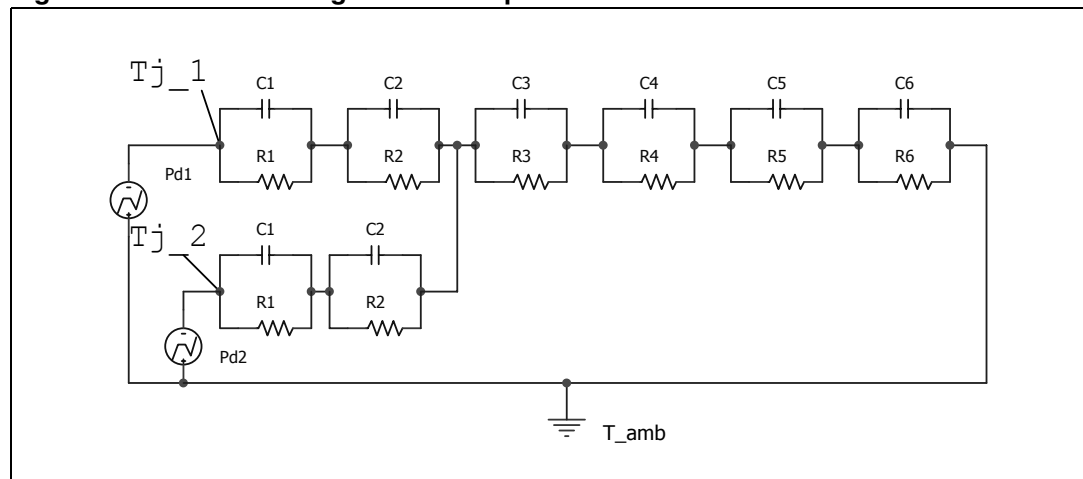 Tj_1
C1 C2 C3 C4 C5 C6
R1 R2 R3 R4 R5 R6
Pd1
Tj_2
C1 C2
R1 R2
Pd2
T_amb